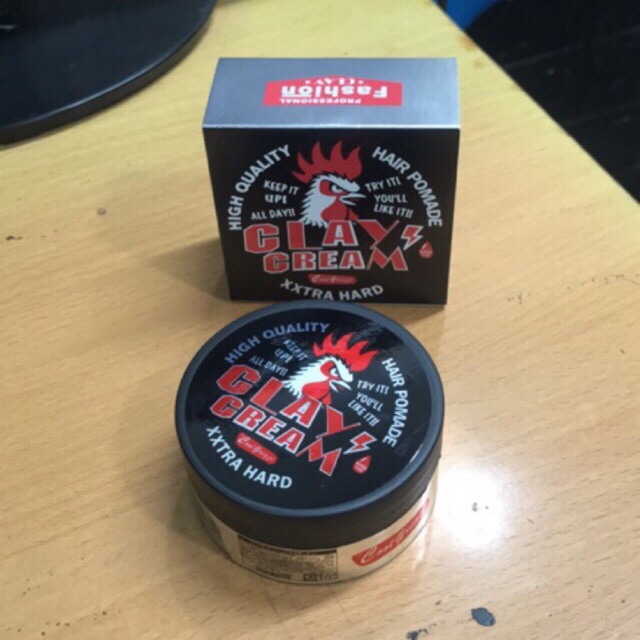 PROFESSIONAL
Fashion
CLAY
HIGH QUALITY
HAIR POMADE
KEEP IT
UP!
ALL DAY!!
TRY IT!
YOU'LL
LIKE IT!!
CLAY
CREAM
XXTRA HARD
HIGH QUALITY
HAIR POMADE
KEEP IT
UP!
ALL DAY!!
TRY IT!
YOU'LL
LIKE IT!!
CLAY
CREAM
XXTRA HARD